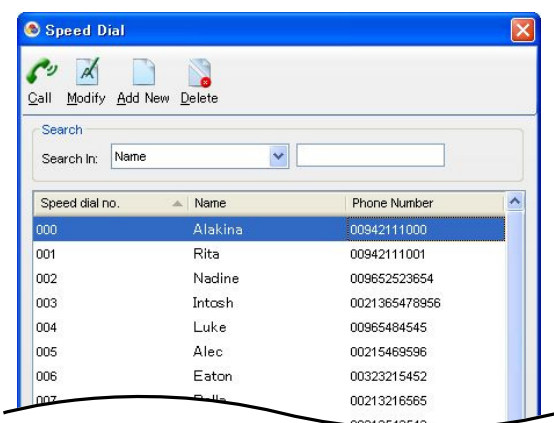 Speed Dial
Call Modify Add New Delete
Search
Search In: Name
Speed dial no. Name Phone Number
000 Alakina 00942111000
001 Rita 00942111001
002 Nadine 009652523654
003 Intosh 0021365478956
004 Luke 00965484545
005 Alec 00215469596
006 Eaton 00323215452
007 00213216565